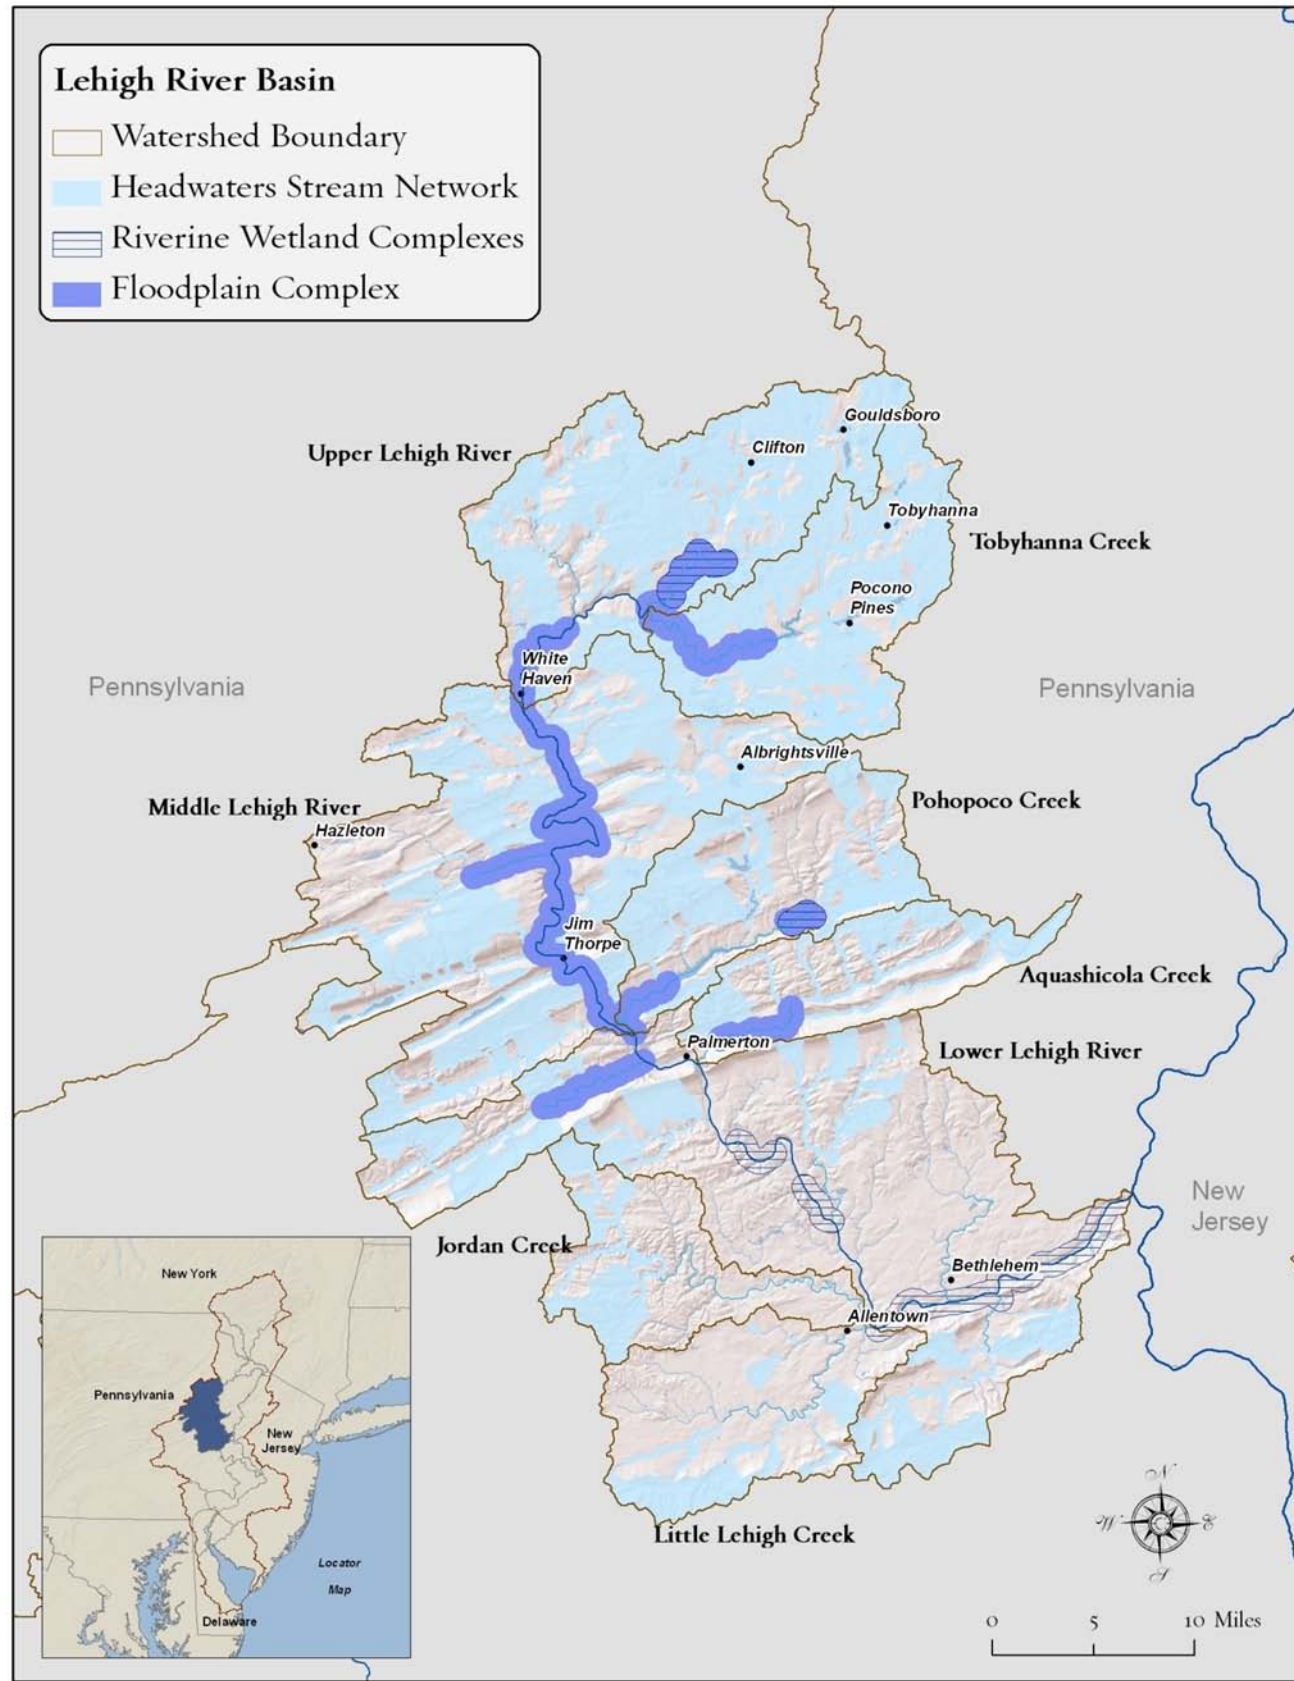 Lehigh River Basin
Watershed Boundary
Headwaters Stream Network
Riverine Wetland Complexes
Floodplain Complex
Gouldsboro
Upper Lehigh River
Clifton
Tobyhanna
Tobyhanna Creek
Pocono
Pines
White
Haven
Pennsylvania
Pennsylvania
Albrightsville
Middle Lehigh River
Pohopoco Creek
Hazleton
Jim
Thorpe
Aquashicola Creek
Palmerton
Lower Lehigh River
New
Jersey
Jordan Creek
Bethlehem
Allentown
Little Lehigh Creek
New York
Pennsylvania
New
Jersey
Locator
Map
Delaware
N
W
E
S
0 5 10 Miles